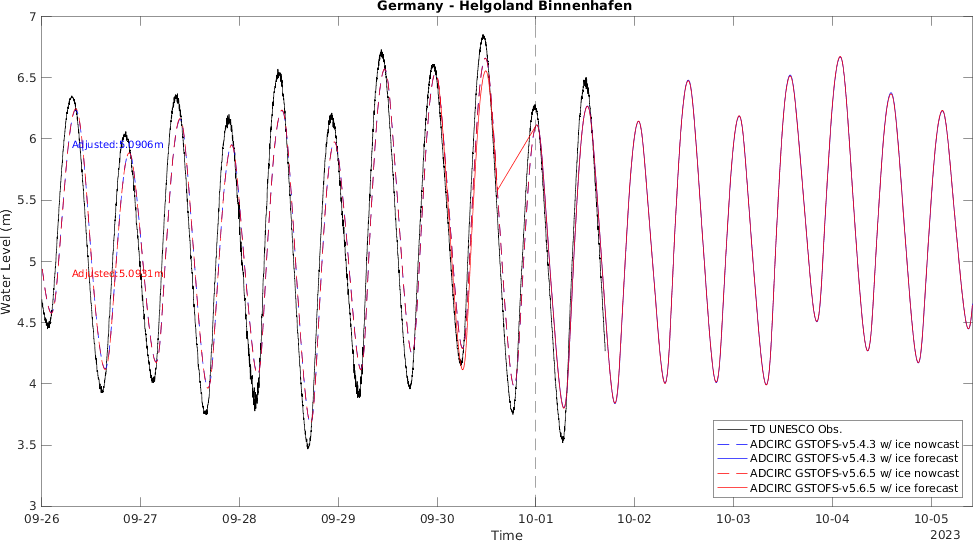 Germany - Helgoland Binnenhafen
7
6.5
6
5.5
5
4.5
4
3.5
3
Water Level (m)
Adjusted:5.0906m
Adjusted:5.0931m
TD UNESCO Obs.
ADCIRC GSTOFS-v5.4.3 w/ ice nowcast
ADCIRC GSTOFS-v5.4.3 w/ ice forecast
ADCIRC GSTOFS-v5.6.5 w/ ice nowcast
ADCIRC GSTOFS-v5.6.5 w/ ice forecast
09-26 09-27 09-28 09-29 09-30 10-01 10-02 10-03 10-04 10-05
Time
2023